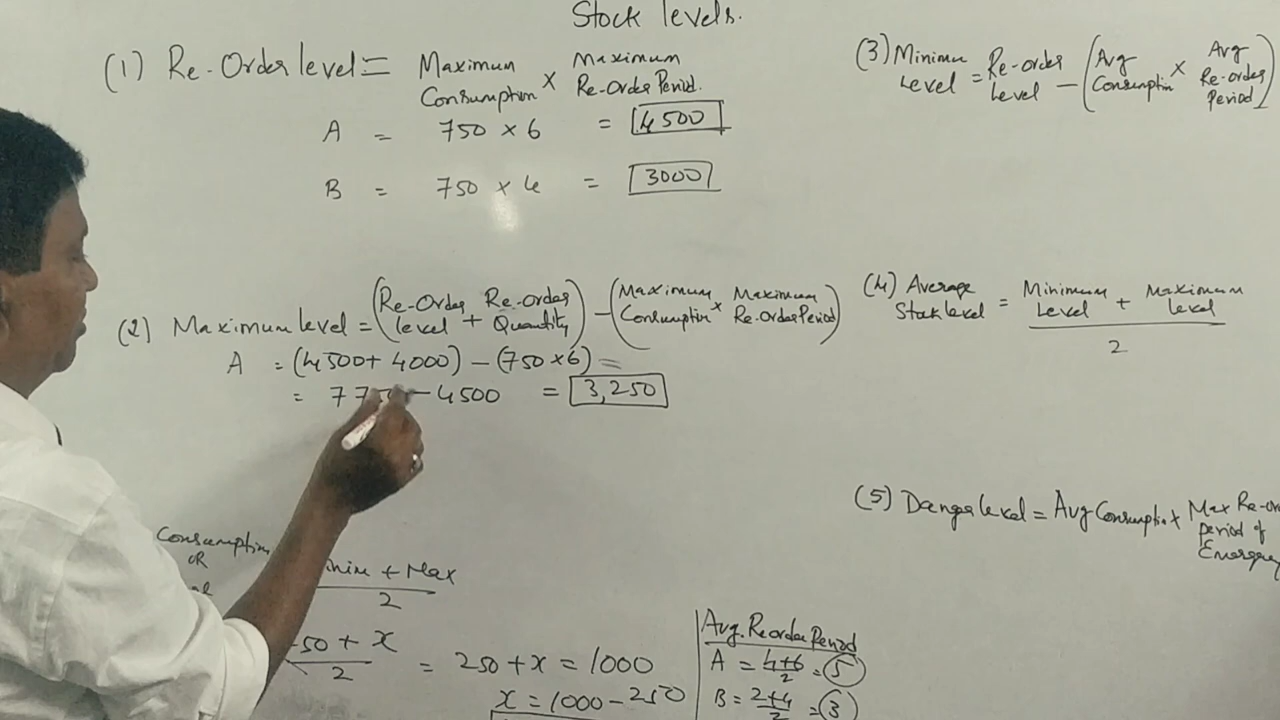 Stock levels.
(1) Re-Order level = Maximum Consumption × Maximum Re-Order Period.
A = 750 × 6 = 4500
B = 750 × 4 = 3000
(2) Maximum level = (Re-Order level + Re-order Quantity) - (Maximum Consumption × Maximum Re-Order Period)
A = (4500 + 4000) - (750 × 6) =
= 775 - 4500 = 3,250
Consumption
OR
+ Max
2
50 + x
2
= 250 + x = 1000
x = 1000 - 250
(3) Minimum Level = Re-order Level - (Avg Consumption × Avg Re-order Period)
(4) Average Stock level = Minimum Level + Maximum Level
2
(5) Danger level = Avg Consumption × Max Re-or
period of
Emergency
Avg. Reorder Period
A = 4+6/2 = 5
B = 2+4/2 = 3